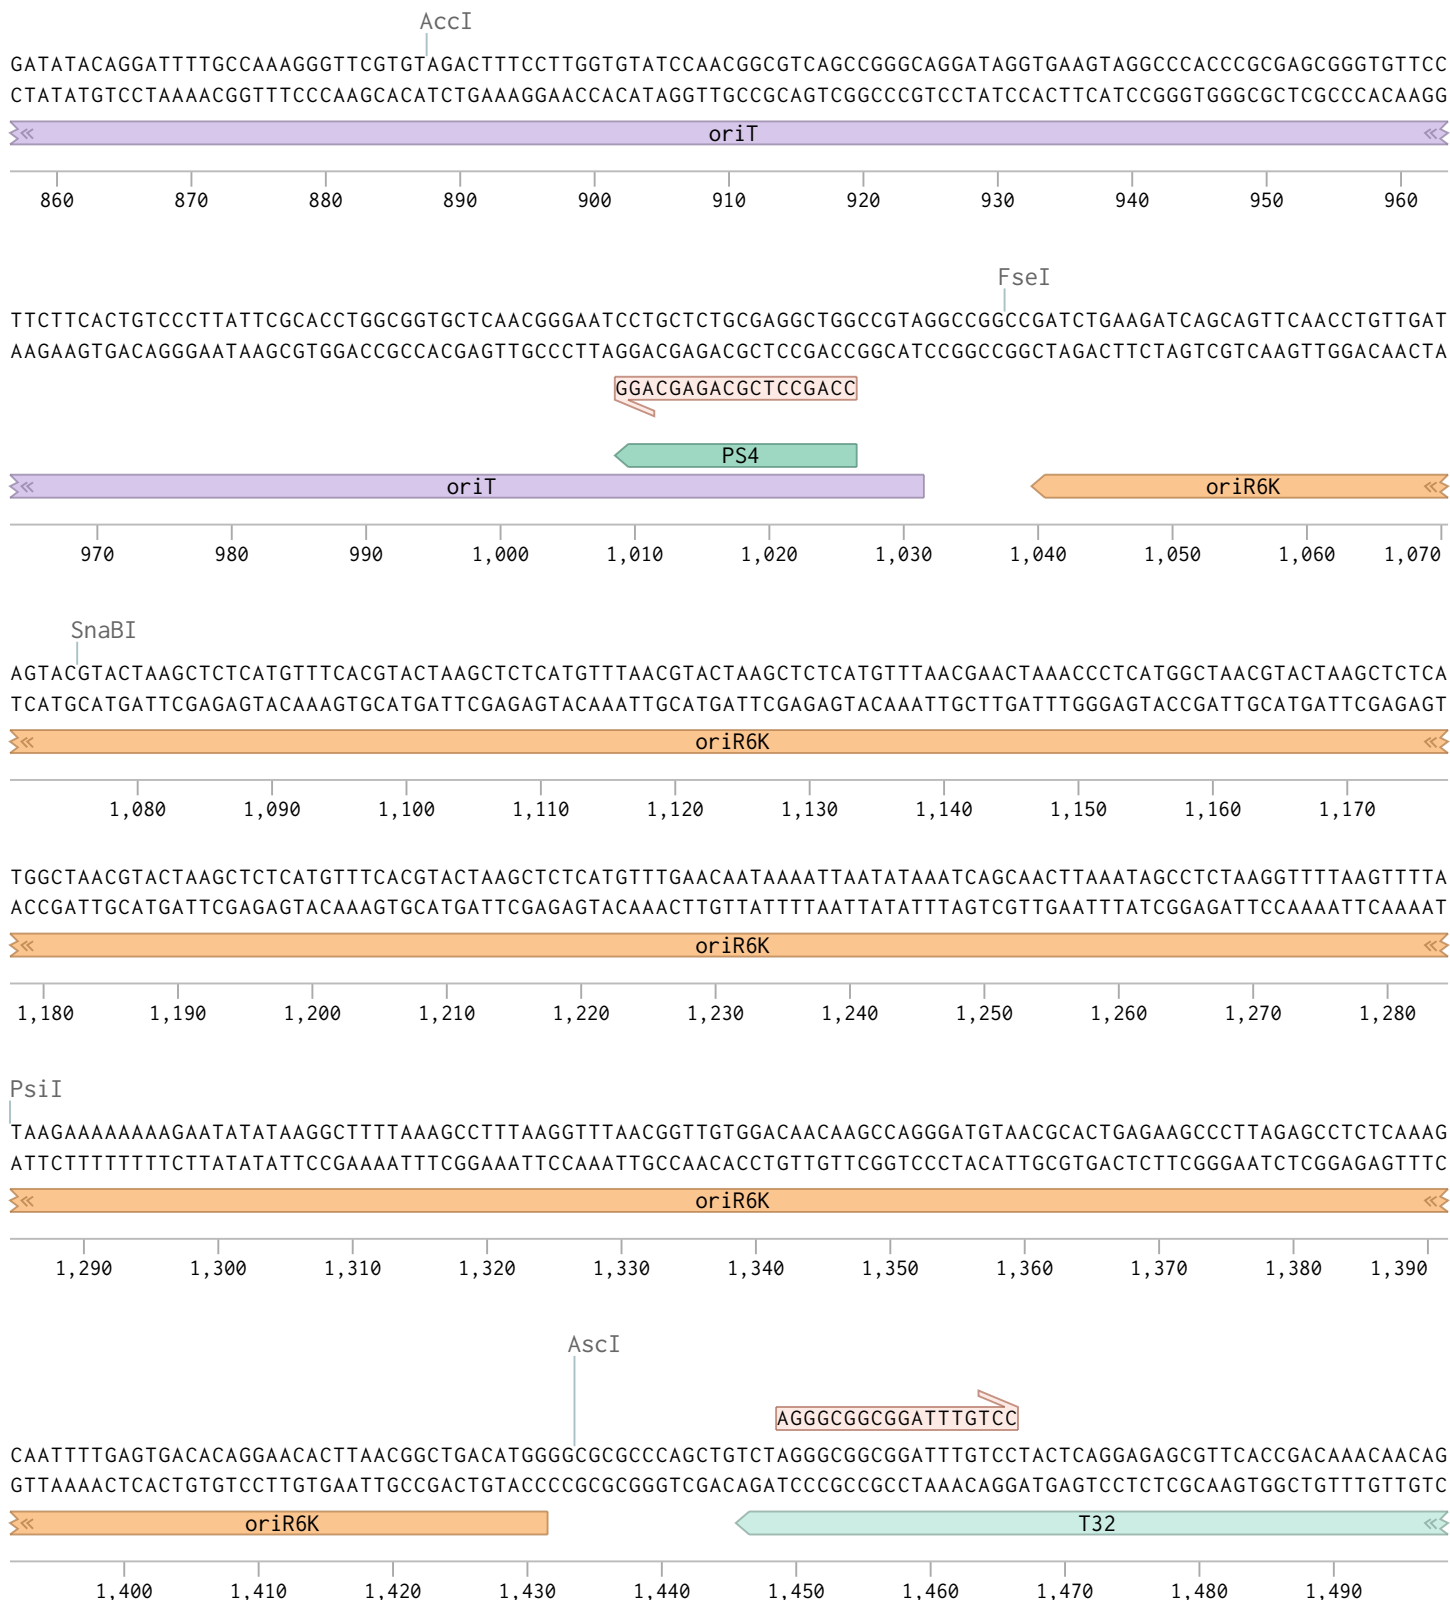 AccI
GATATACAGGATTTTGCCAAAGGGTTCGTGTAGACTTTCCTTGGTGTATCCAACGGCGTCAGCCGGGCAGGATAGGTGAAGTAGGCCCACCCGCGAGCGGGTGTTCC
CTATATGTCCTAAAACGGTTTCCCAAGCACATCTGAAAGGAACCACATAGGTTGCCGCAGTCGGCCCGTCCTATCCACTTCATCCGGGTGGGCGCTCGCCCACAAGG
oriT
860 870 880 890 900 910 920 930 940 950 960
FseI
TTCTTCACTGTCCCTTATTCGCACCTGGCGGTGCTCAACGGGAATCCTGCTCTGCGAGGCTGGCCGTAGGCCGGCCGATCTGAAGATCAGCAGTTCAACCTGTTGAT
AAGAAGTGACAGGGAATAAGCGTGGACCGCCACGAGTTGCCCTTAGGACGAGACGCTCCGACCGGCATCCGGCCGGCTAGACTTCTAGTCGTCAAGTTGGACAACTA
GGACGAGACGCTCCGACC
PS4
oriT oriR6K
970 980 990 1,000 1,010 1,020 1,030 1,040 1,050 1,060 1,070
SnaBI
AGTACGTACTAAGCTCTCATGTTTCACGTACTAAGCTCTCATGTTTAACGTACTAAGCTCTCATGTTTAACGAACTAAACCCTCATGGCTAACGTACTAAGCTCTCA
TCATGCATGATTCGAGAGTACAAAGTGCATGATTCGAGAGTACAAATTGCATGATTCGAGAGTACAAATTGCTTGATTTGGGAGTACCGATTGCATGATTCGAGAGT
oriR6K
1,080 1,090 1,100 1,110 1,120 1,130 1,140 1,150 1,160 1,170
TGGCTAACGTACTAAGCTCTCATGTTTCACGTACTAAGCTCTCATGTTTGAACAATAAAATTAATATAAATCAGCAACTTAAATAGCCTCTAAGGTTTTAAGTTTTA
ACCGATTGCATGATTCGAGAGTACAAAGTGCATGATTCGAGAGTACAAACTTGTTATTTTAATTATATTTAGTCGTTGAATTTATCGGAGATTCCAAAATTCAAAAT
oriR6K
1,180 1,190 1,200 1,210 1,220 1,230 1,240 1,250 1,260 1,270 1,280
PsiI
TAAGAAAAAAAAGAATATATAAGGCTTTTAAAGCCTTTAAGGTTTAACGGTTGTGGACAACAAGCCAGGGATGTAACGCACTGAGAAGCCCTTAGAGCCTCTCAAAG
ATTCTTTTTTTTCTTATATATTCCGAAAATTTCGGAAATTCCAAATTGCCAACACCTGTTGTTCGGTCCCTACATTGCGTGACTCTTCGGGAATCTCGGAGAGTTTC
oriR6K
1,290 1,300 1,310 1,320 1,330 1,340 1,350 1,360 1,370 1,380 1,390
AscI
AGGGCGGCGGATTTGTCC
CAATTTTGAGTGACACAGGAACACTTAACGGCTGACATGGGGCGCGCCCAGCTGTCTAGGGCGGCGGATTTGTCCTACTCAGGAGAGCGTTCACCGACAAACAACAG
GTTAAAACTCACTGTGTCCTTGTGAATTGCCGACTGTACCCCGCGCGGGTCGACAGATCCCGCCGCCTAAACAGGATGAGTCCTCTCGCAAGTGGCTGTTTGTTGTC
oriR6K T32
1,400 1,410 1,420 1,430 1,440 1,450 1,460 1,470 1,480 1,490